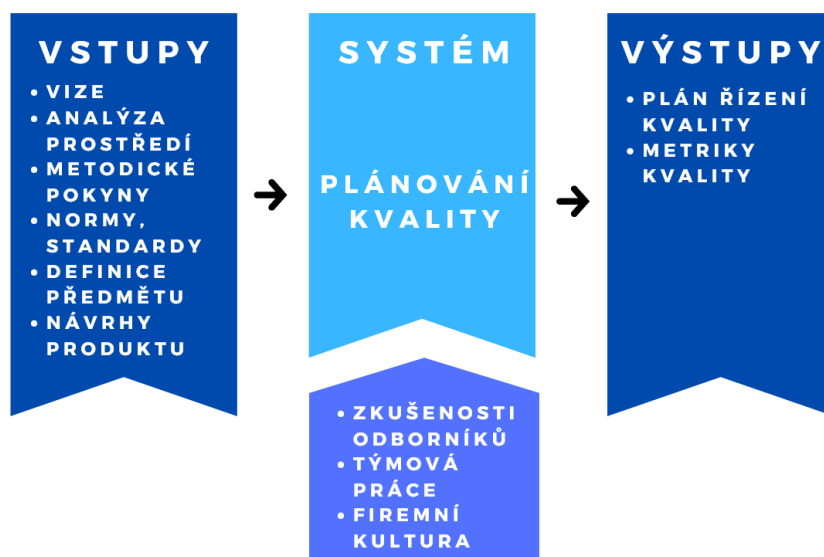 VSTUPY
• VIZE
• ANALÝZA
PROSTŘEDÍ
• METODICKÉ
POKYNY
• NORMY,
STANDARDY
• DEFINICE
PŘEDMĚTU
• NÁVRHY
PRODUKTU
SYSTÉM
PLÁNOVÁNÍ
KVALITY
• ZKUŠENOSTI
ODBORNÍKŮ
• TÝMOVÁ
PRÁCE
• FIREMNÍ
KULTURA
VÝSTUPY
• PLÁN ŘÍZENÍ
KVALITY
• METRIKY
KVALITY